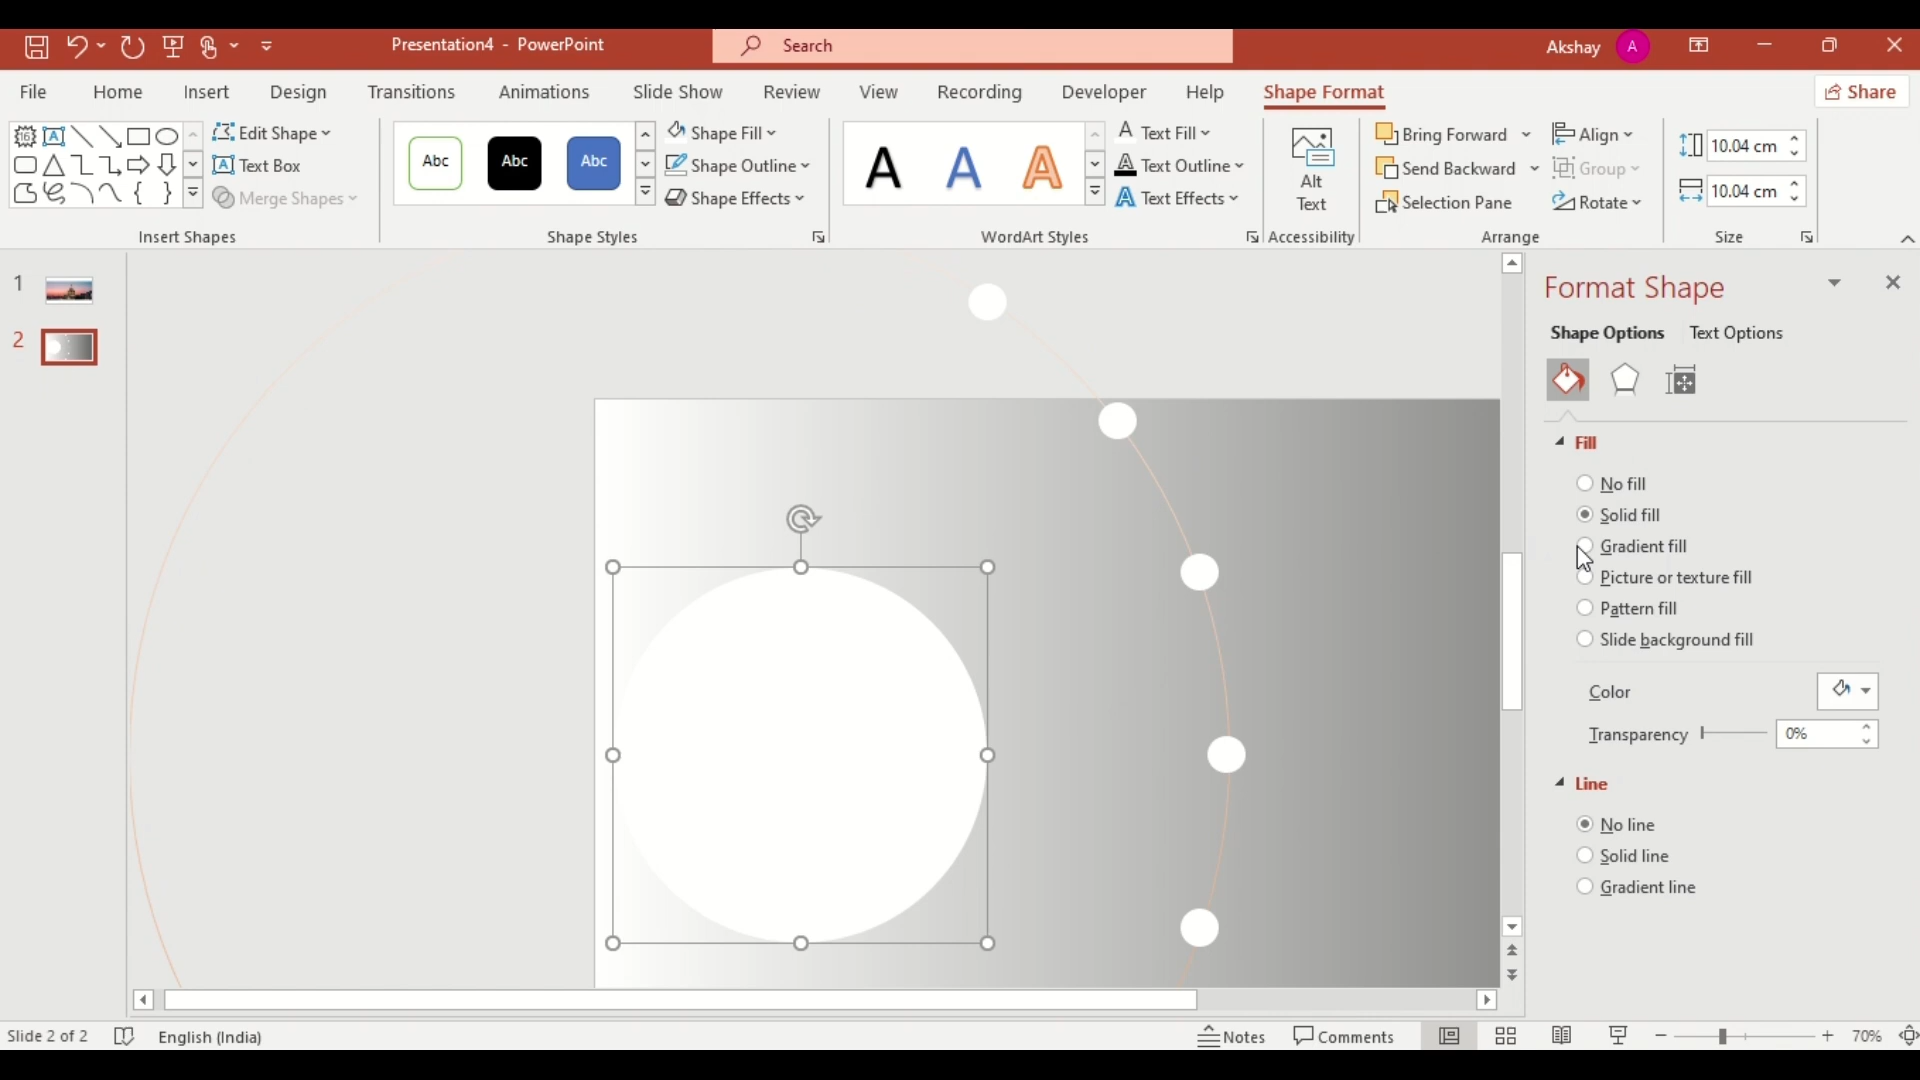 Presentation4 - PowerPoint
Search
Akshay
A
File Home Insert Design Transitions Animations Slide Show Review View Recording Developer Help Shape Format
Share
Edit Shape
Text Box
Merge Shapes
Insert Shapes
Abc Abc Abc
Shape Fill
Shape Outline
Shape Effects
Shape Styles
A A A
Text Fill
Text Outline
Text Effects
WordArt Styles
Alt
Text
Accessibility
Bring Forward
Send Backward
Selection Pane
Align
Group
Rotate
Arrange
10.04 cm
10.04 cm
Size
1
2
Format Shape
Shape Options Text Options
Fill
No fill
Solid fill
Gradient fill
Picture or texture fill
Pattern fill
Slide background fill
Color
Transparency 0%
Line
No line
Solid line
Gradient line
Slide 2 of 2 English (India) Notes Comments 70%